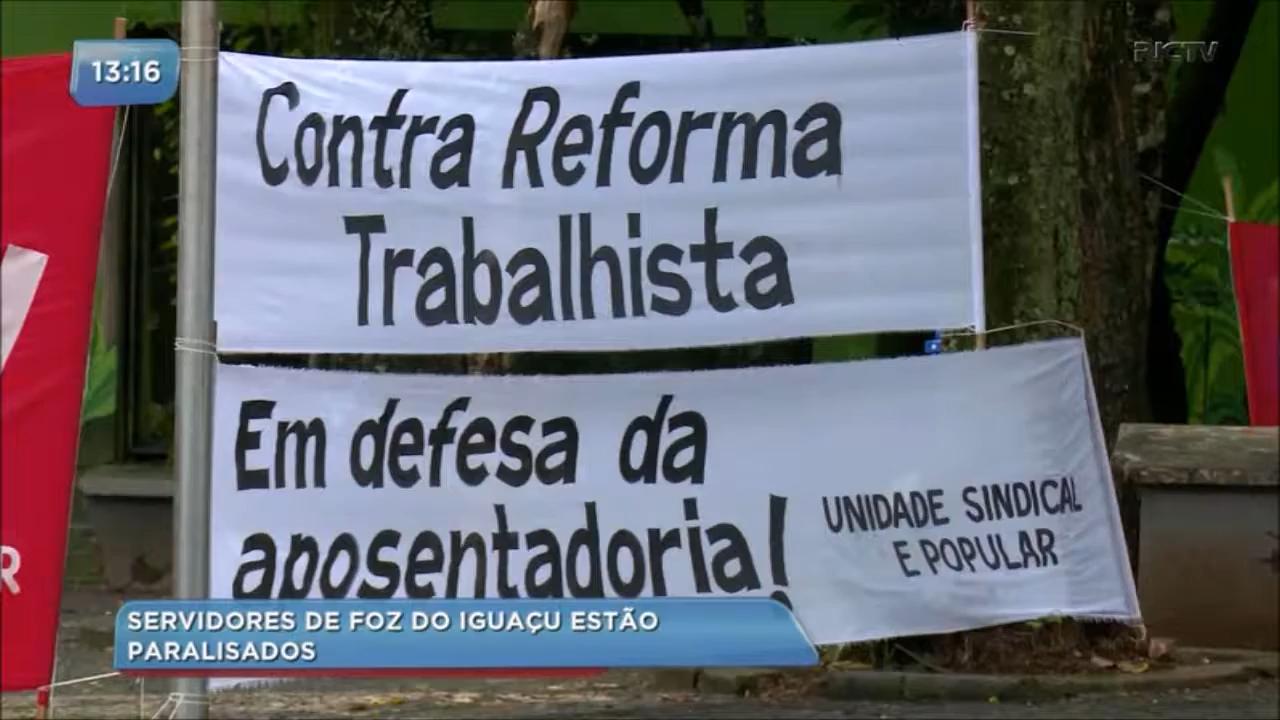 13:16
RICTV
Contra Reforma
Trabalhista
Em defesa da
aposentadoria!
UNIDADE SINDICAL
E POPULAR
R
SERVIDORES DE FOZ DO IGUAÇU ESTÃO
PARALISADOS